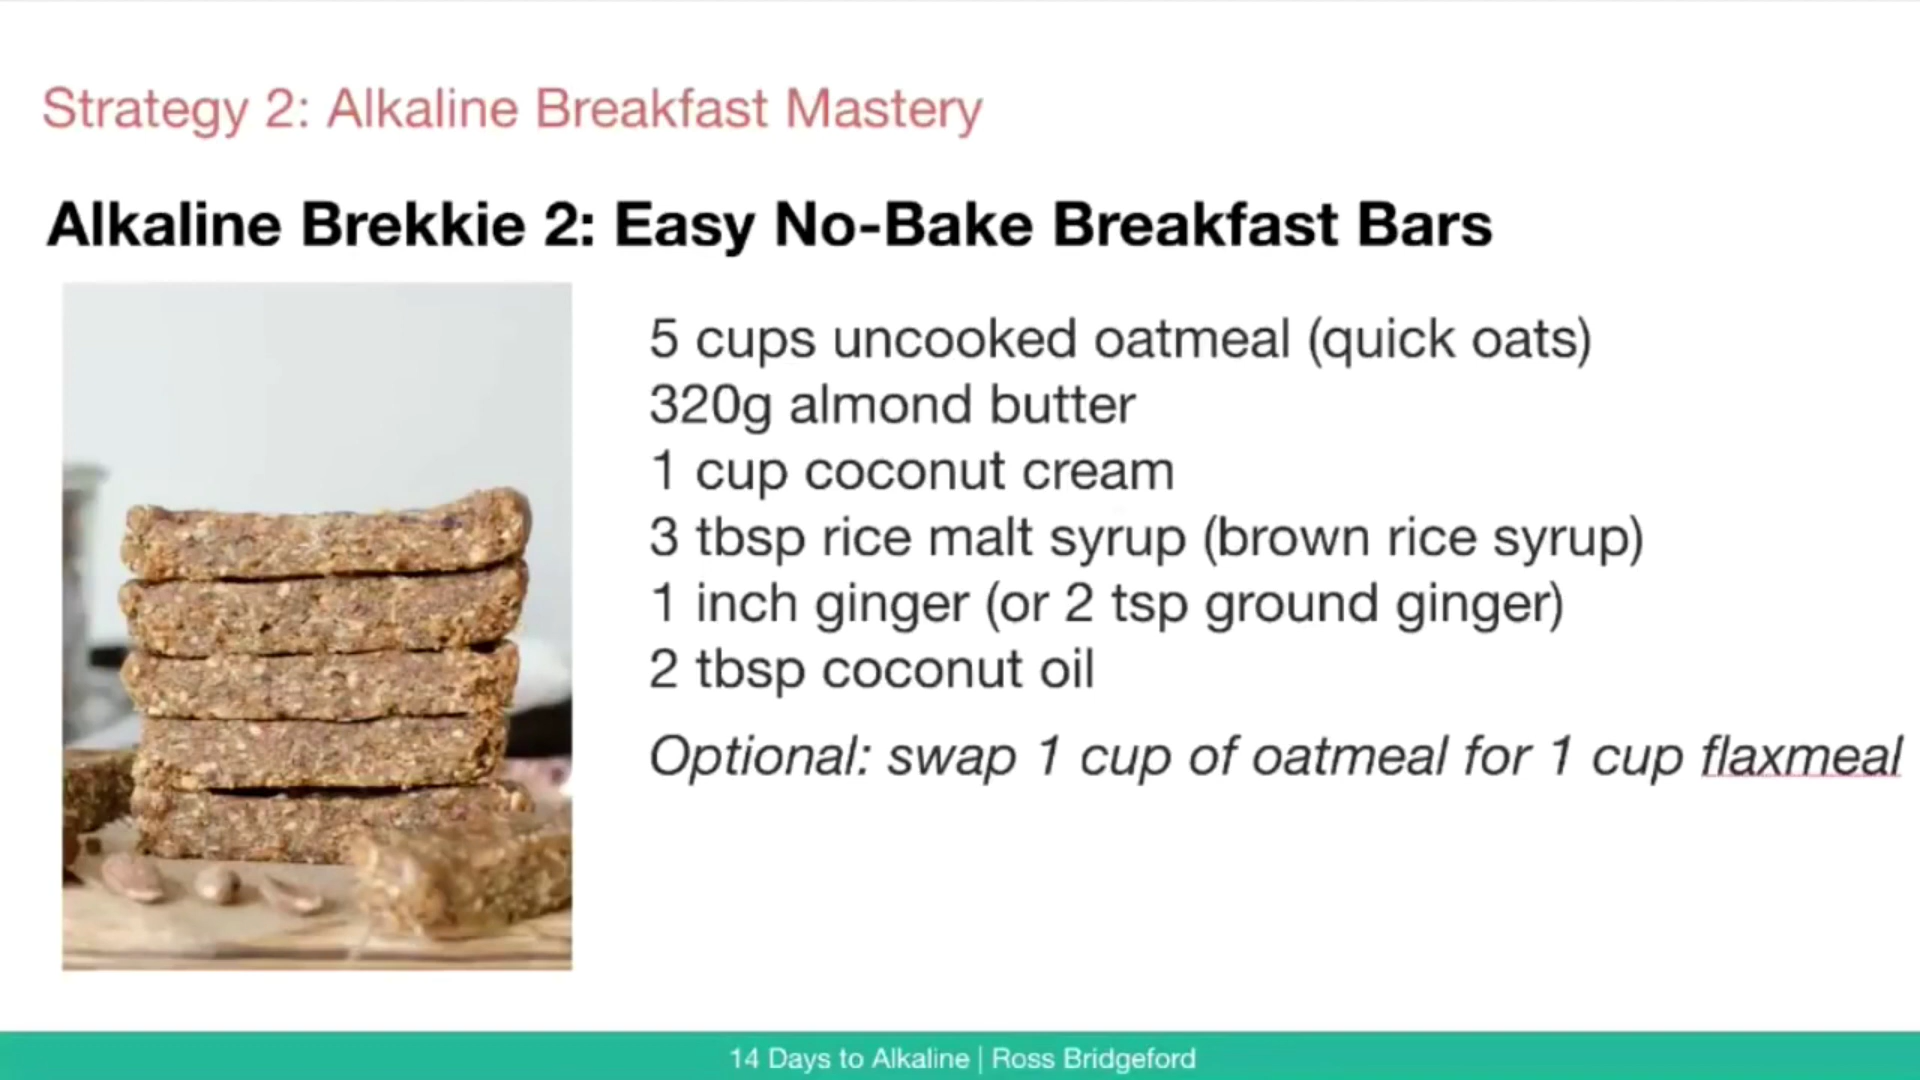 Strategy 2: Alkaline Breakfast Mastery
Alkaline Brekkie 2: Easy No-Bake Breakfast Bars
5 cups uncooked oatmeal (quick oats)
320g almond butter
1 cup coconut cream
3 tbsp rice malt syrup (brown rice syrup)
1 inch ginger (or 2 tsp ground ginger)
2 tbsp coconut oil
Optional: swap 1 cup of oatmeal for 1 cup flaxmeal
14 Days to Alkaline | Ross Bridgeford